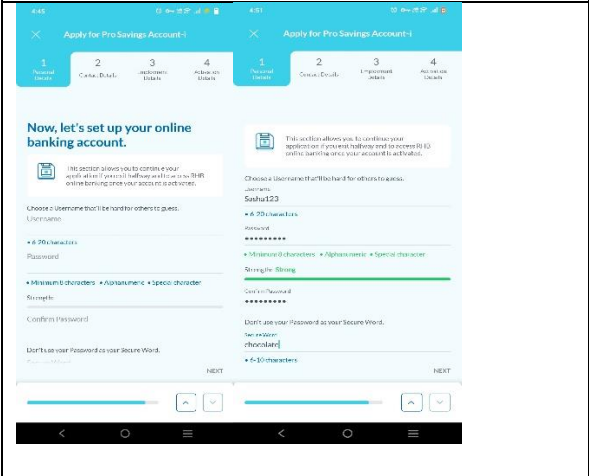 4:45
Apply for Pro Savings Account-i
1
2
3
4
Personal Details
Contact Details
Employment Details
Activation Details
Now, let's set up your online
banking account.
This section allows you to continue your
application if you exit halfway and to access RHB
online banking once your account is activated.
Choose a Username that'll be hard for others to guess.
Username
• 6-20 characters
Password
• Minimum 8 characters • Alphanumeric • Special character
Strength:
Confirm Password
Don't use your Password as your Secure Word.
NEXT
4:51
Apply for Pro Savings Account-i
1
2
3
4
Personal Details
Contact Details
Employment Details
Activation Details
This section allows you to continue your
application if you exit halfway and to access RHB
online banking once your account is activated.
Choose a Username that'll be hard for others to guess.
Username
Sasha123
• 6-20 characters
Password
•••••••••
• Minimum 8 characters • Alphanumeric • Special character
Strength: Strong
Confirm Password
•••••••••
Don't use your Password as your Secure Word.
Secure Word
chocolate
• 6-10 characters
NEXT